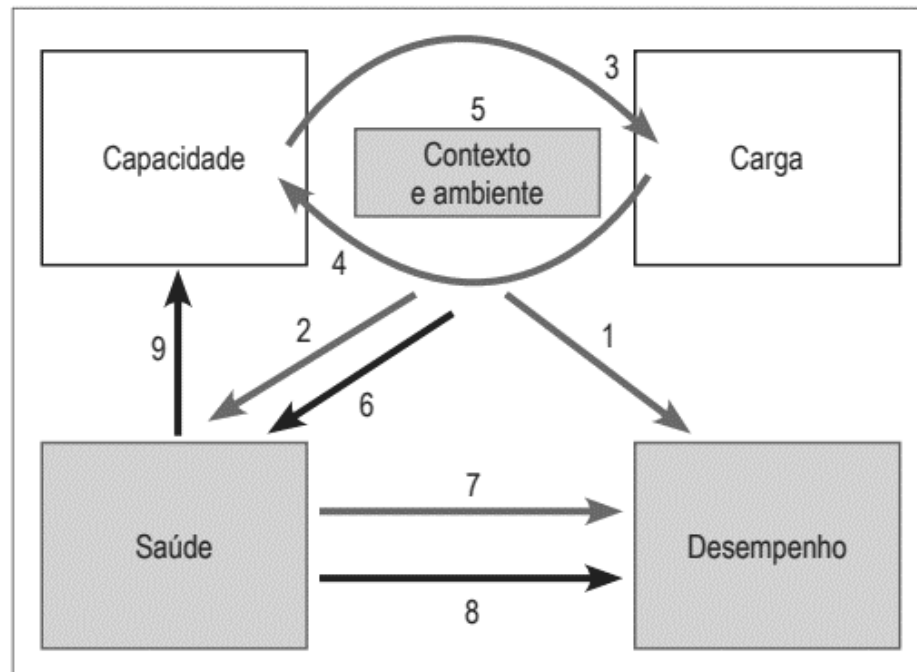 3
5
Capacidade
Contexto
e ambiente
Carga
4
2
1
9
6
7
Saúde
Desempenho
8